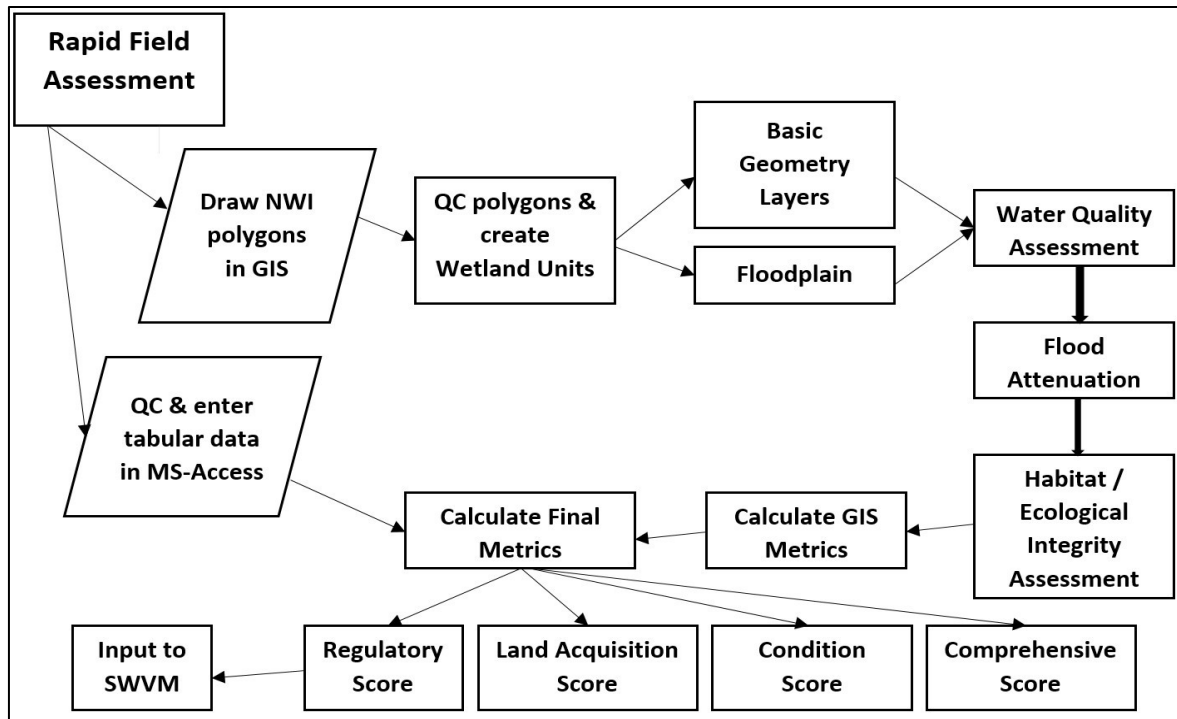 Rapid Field
Assessment
Draw NWI
polygons
in GIS
QC polygons &
create
Wetland Units
Basic
Geometry
Layers
Floodplain
Water Quality
Assessment
Flood
Attenuation
QC & enter
tabular data
in MS-Access
Habitat /
Ecological
Integrity
Assessment
Calculate GIS
Metrics
Calculate Final
Metrics
Input to
SWVM
Regulatory
Score
Land Acquisition
Score
Condition
Score
Comprehensive
Score